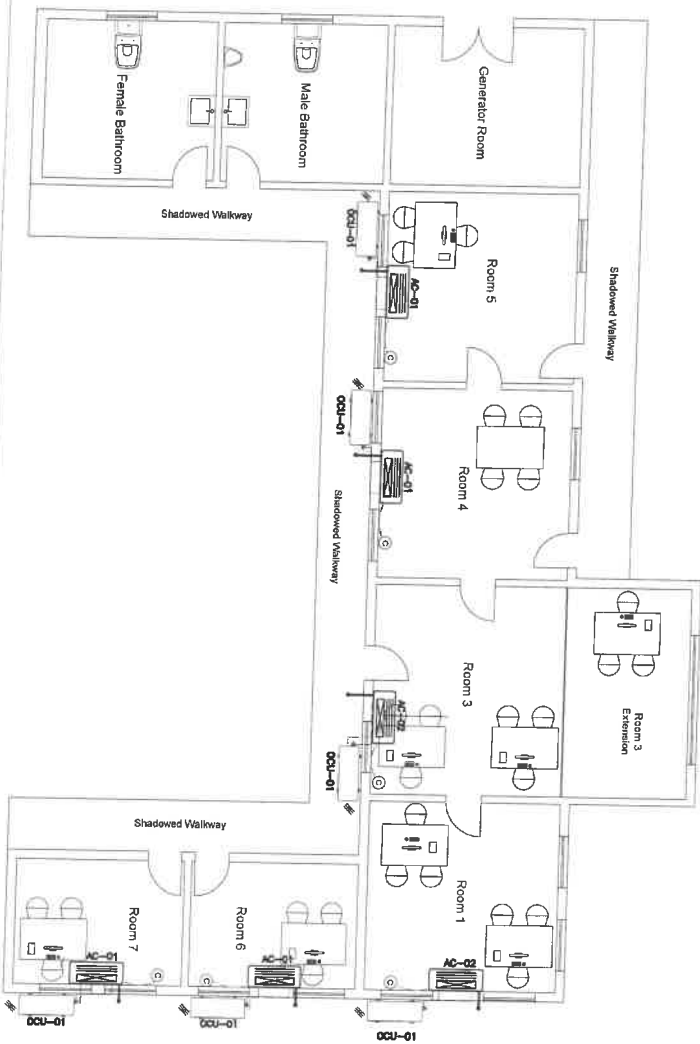 Female Bathroom
Male Bathroom
Generator Room
Shadowed Walkway
OCU-01
AC-01
Room 5
Shadowed Walkway
C
OCU-01
AC-01
Room 4
C
Shadowed Walkway
Room 3
AC-02
Room 3
Extension
OCU-01
C
Shadowed Walkway
Room 1
Room 7
Room 6
AC-01
AC-01
AC-02
C
C
C
OCU-01
OCU-01
OCU-01